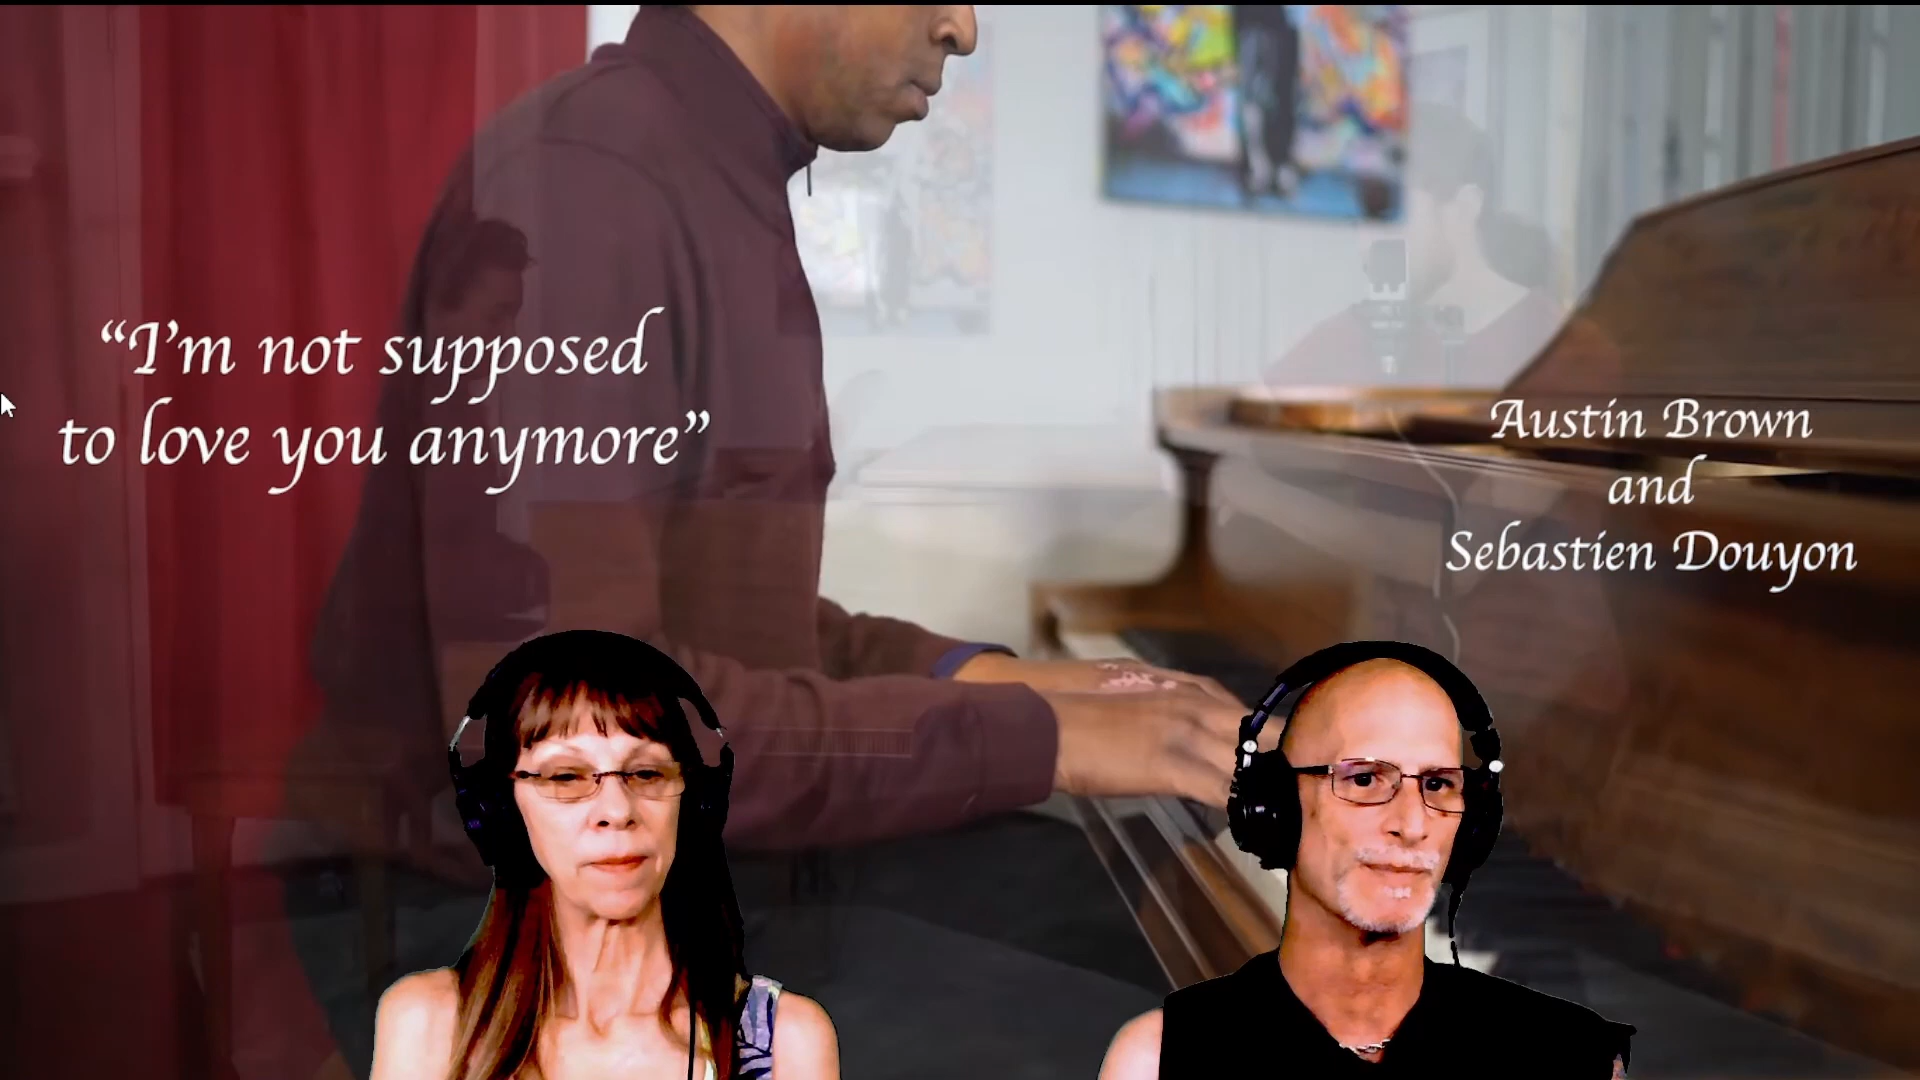 “I’m not supposed
to love you anymore”
Austin Brown
and
Sebastien Douyon